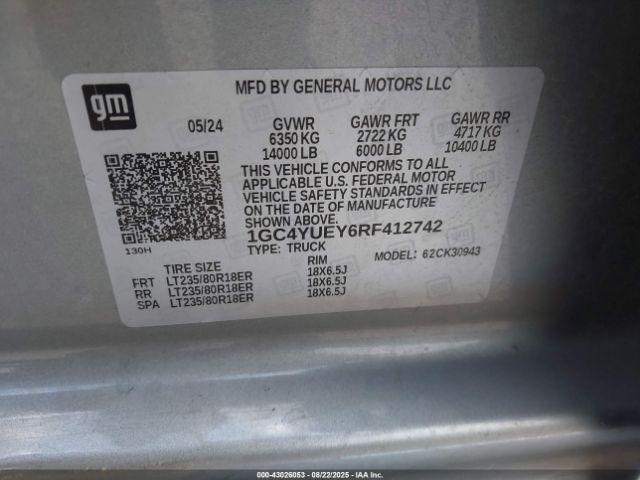 MFD BY GENERAL MOTORS LLC
gm
05/24 GVWR GAWR FRT GAWR RR
6350 KG 2722 KG 4717 KG
14000 LB 6000 LB 10400 LB
THIS VEHICLE CONFORMS TO ALL
APPLICABLE U.S. FEDERAL MOTOR
VEHICLE SAFETY STANDARDS IN EFFECT
ON THE DATE OF MANUFACTURE
SHOWN ABOVE.
1GC4YUEY6RF412742
130H
TYPE: TRUCK MODEL: 62CK30943
TIRE SIZE RIM
FRT LT235/80R18ER 18X6.5J
RR LT235/80R18ER 18X6.5J
SPA LT235/80R18ER 18X6.5J
000-43026053 - 08/22/2025 - IAA Inc.